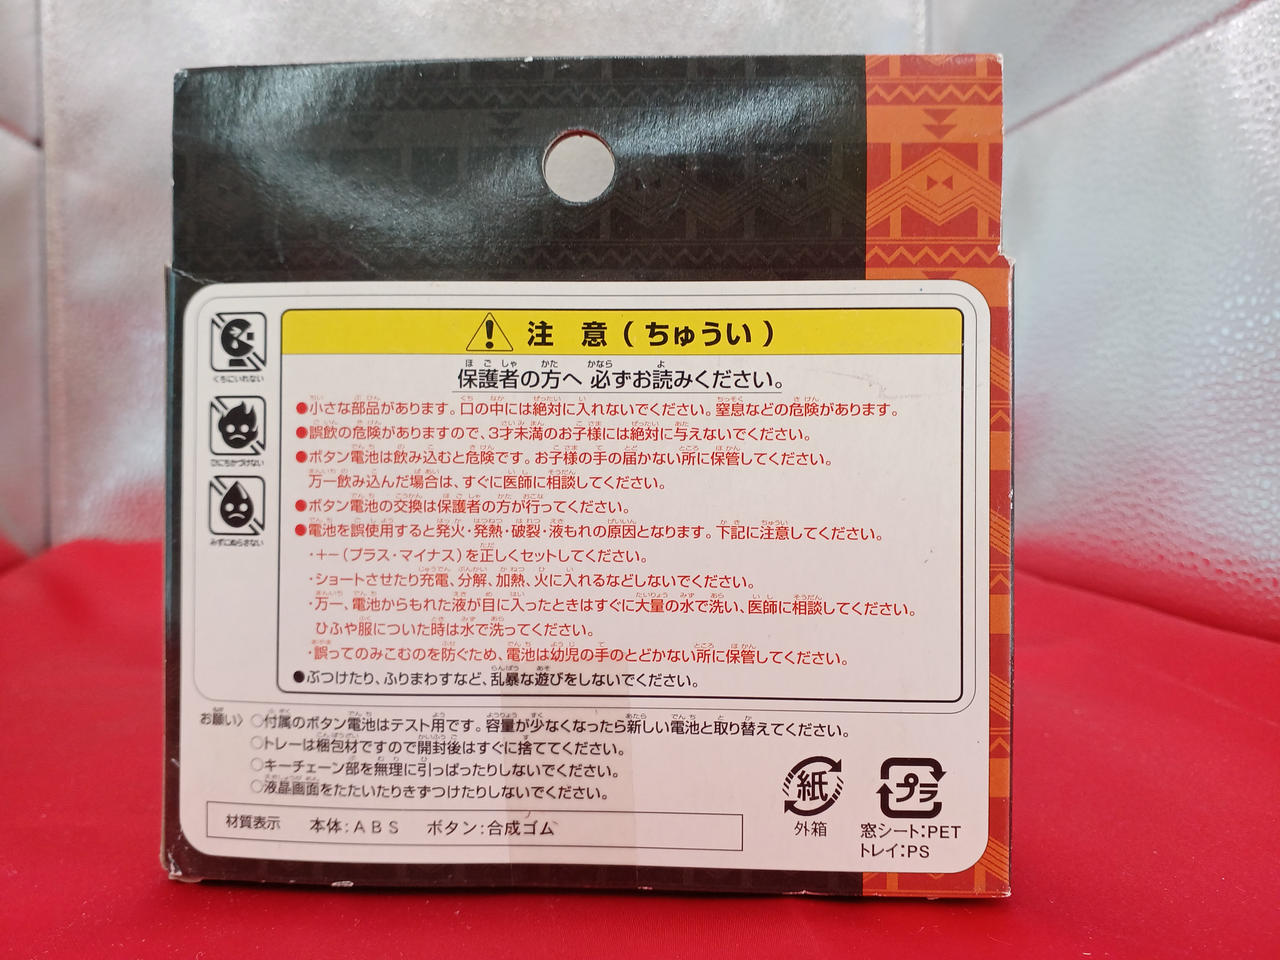 注 意(ちゅうい)
保護者の方へ 必ずお読みください。
●小さな部品があります。口の中には絶対に入れないでください。窒息などの危険があります。
●誤飲の危険がありますので、3才未満のお子様には絶対に与えないでください。
●ボタン電池は飲み込むと危険です。お子様の手の届かない所に保管してください。
万一飲み込んだ場合は、すぐに医師に相談してください。
●ボタン電池の交換は保護者の方が行ってください。
●電池を誤使用すると発火・発熱・破裂・液もれの原因となります。下記に注意してください。
・+−(プラス・マイナス)を正しくセットしてください。
・ショートさせたり充電、分解、加熱、火に入れるなどしないでください。
・万一、電池からもれた液が目に入ったときはすぐに大量の水で洗い、医師に相談してください。
ひふや服についた時は水で洗ってください。
・誤ってのみこむのを防ぐため、電池は幼児の手のとどかない所に保管してください。
●ぶつけたり、ふりまわすなど、乱暴な遊びをしないでください。
くちにいれない
ひにちかづけない
みずにぬらさない
お願い〉○付属のボタン電池はテスト用です。容量が少なくなったら新しい電池と取り替えてください。
○トレーは梱包材ですので開封後はすぐに捨ててください。
○キーチェーン部を無理に引っぱったりしないでください。
○液晶画面をたたいたりきずつけたりしないでください。
材質表示 本体:ABS ボタン:合成ゴム
紙
外箱
プラ
窓シート:PET
トレイ:PS